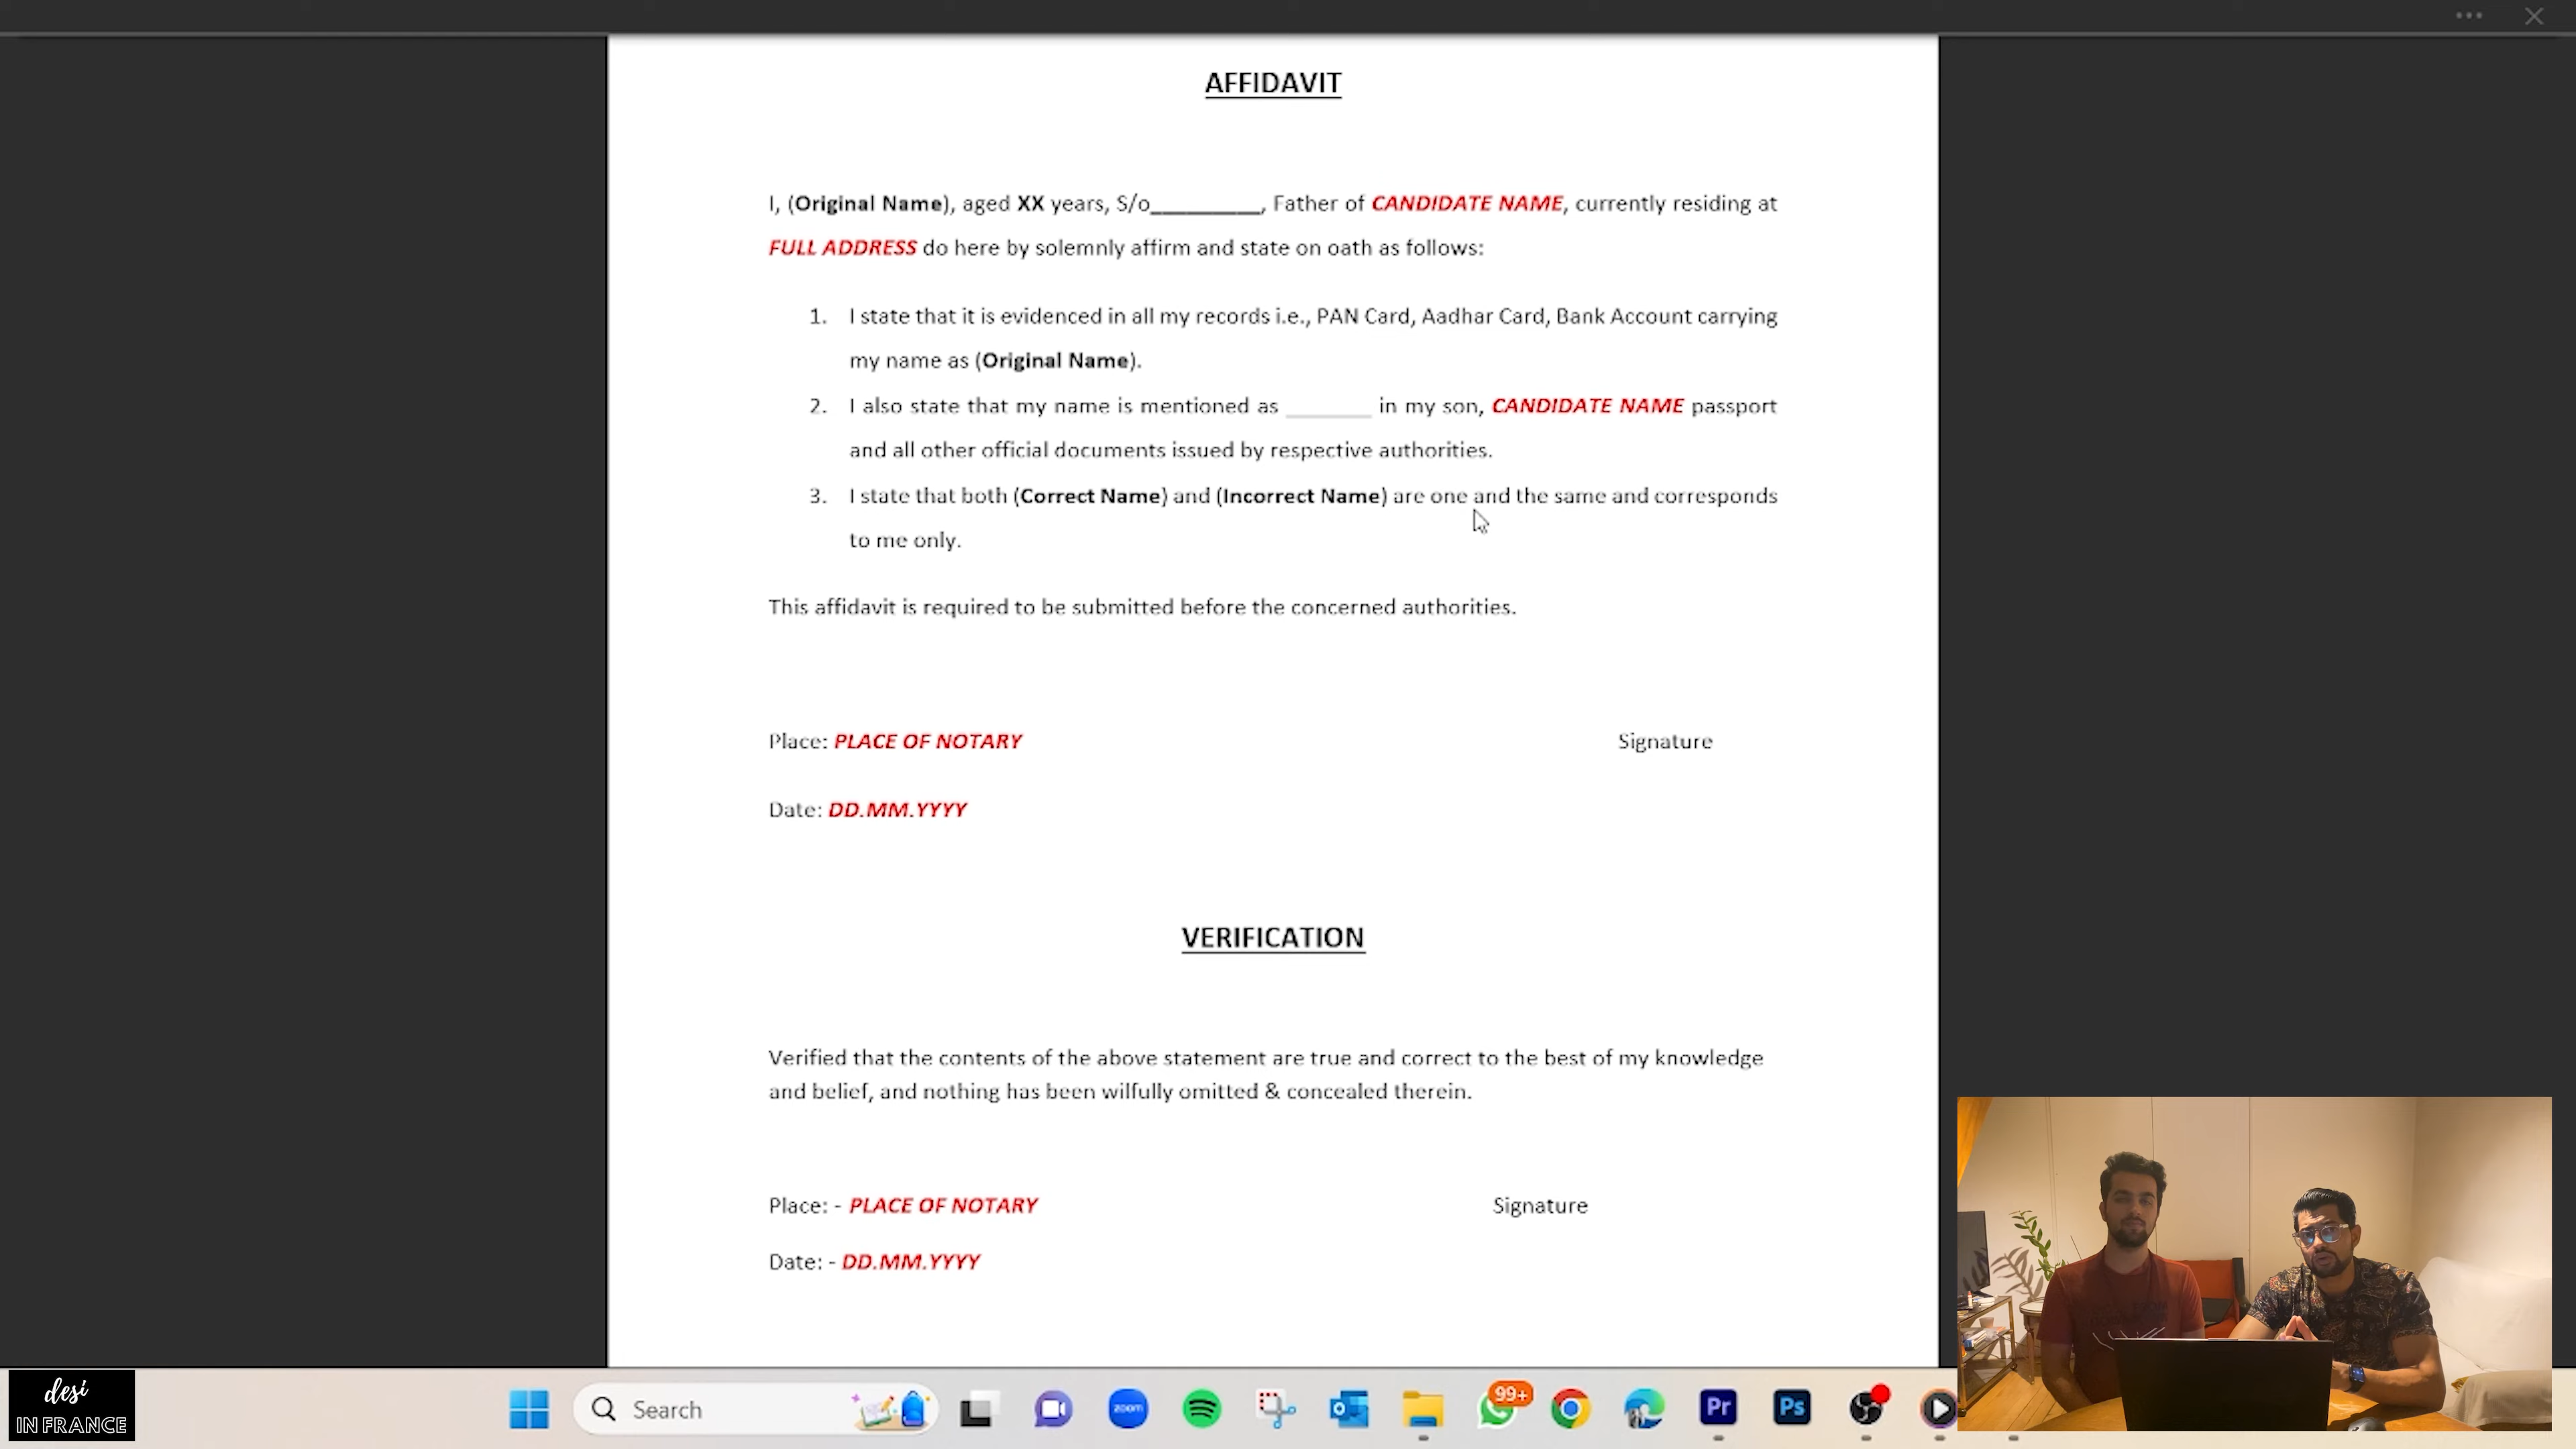 AFFIDAVIT
I, (Original Name), aged XX years, S/o__________, Father of CANDIDATE NAME, currently residing at
FULL ADDRESS do here by solemnly affirm and state on oath as follows:
1. I state that it is evidenced in all my records i.e., PAN Card, Aadhar Card, Bank Account carrying
my name as (Original Name).
2. I also state that my name is mentioned as ________ in my son, CANDIDATE NAME passport
and all other official documents issued by respective authorities.
3. I state that both (Correct Name) and (Incorrect Name) are one and the same and corresponds
to me only.
This affidavit is required to be submitted before the concerned authorities.
Place: PLACE OF NOTARY Signature
Date: DD.MM.YYYY
VERIFICATION
Verified that the contents of the above statement are true and correct to the best of my knowledge
and belief, and nothing has been wilfully omitted & concealed therein.
Place: - PLACE OF NOTARY Signature
Date: - DD.MM.YYYY
desi
IN FRANCE
Search
zoom
99+
Pr
Ps